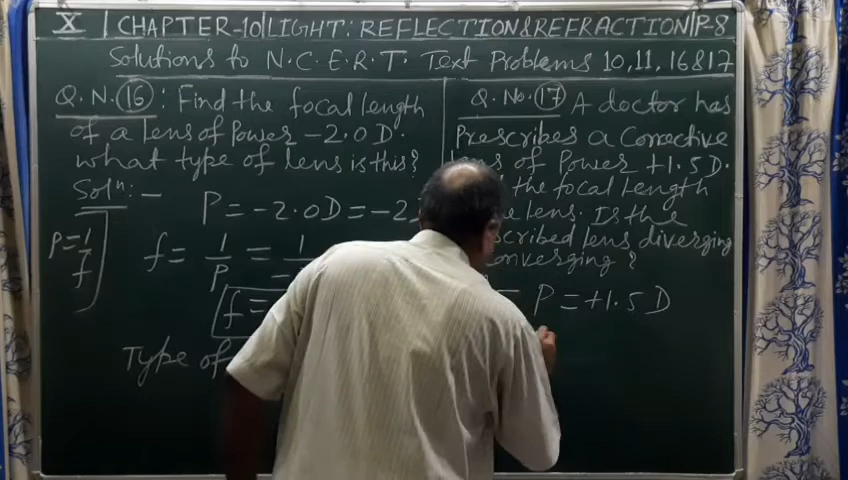 X | CHAPTER-10 | LIGHT: REFLECTION & REFRACTION | P-8
Solutions to N.C.E.R.T. Text Problems 10,11,16 & 17
Q.N. 16 : Find the focal length
of a lens of Power -2.0 D.
what type of lens is this?
Solⁿ: -
P = -2.0 D = -2.
P = 1/f
f = 1/P = 1
f =
Type of
Q. No. 17 A doctor has
Prescribes a Corrective
lens of Power +1.5 D.
the focal length
lens. Is the
lens diverging
converging ?
P = +1.5 D